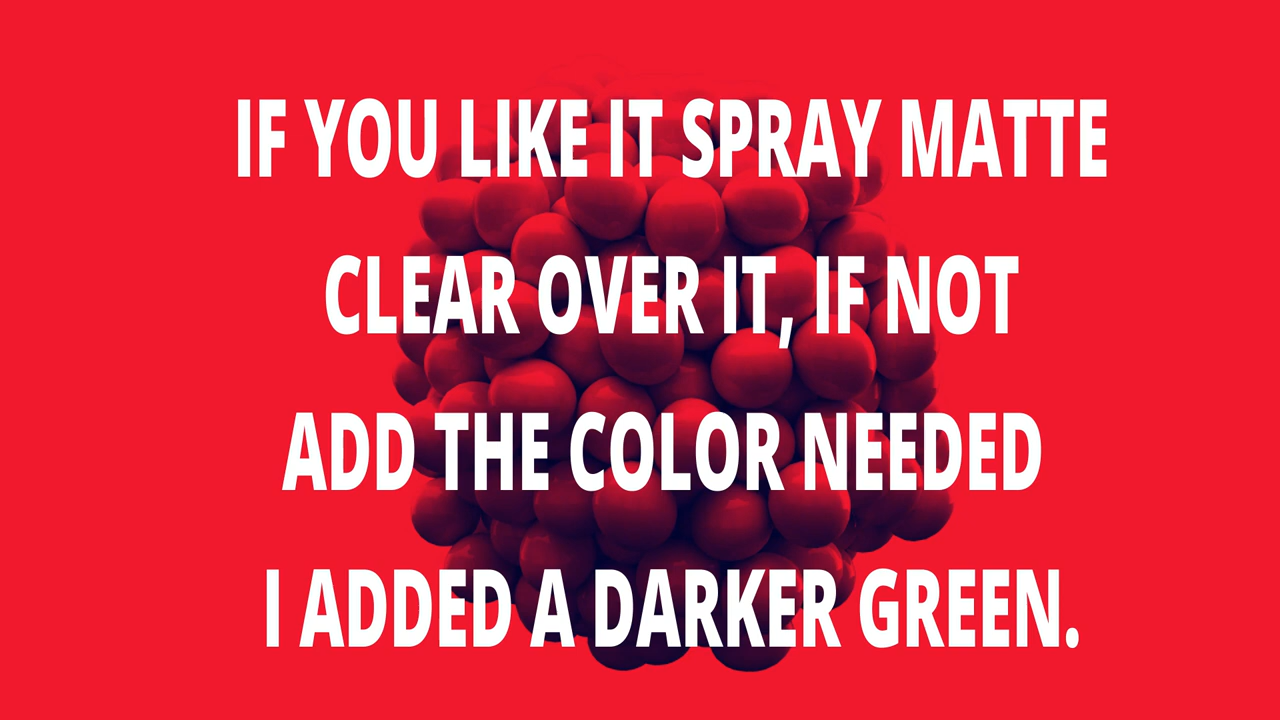 IF YOU LIKE IT SPRAY MATTE
CLEAR OVER IT, IF NOT
ADD THE COLOR NEEDED
I ADDED A DARKER GREEN.